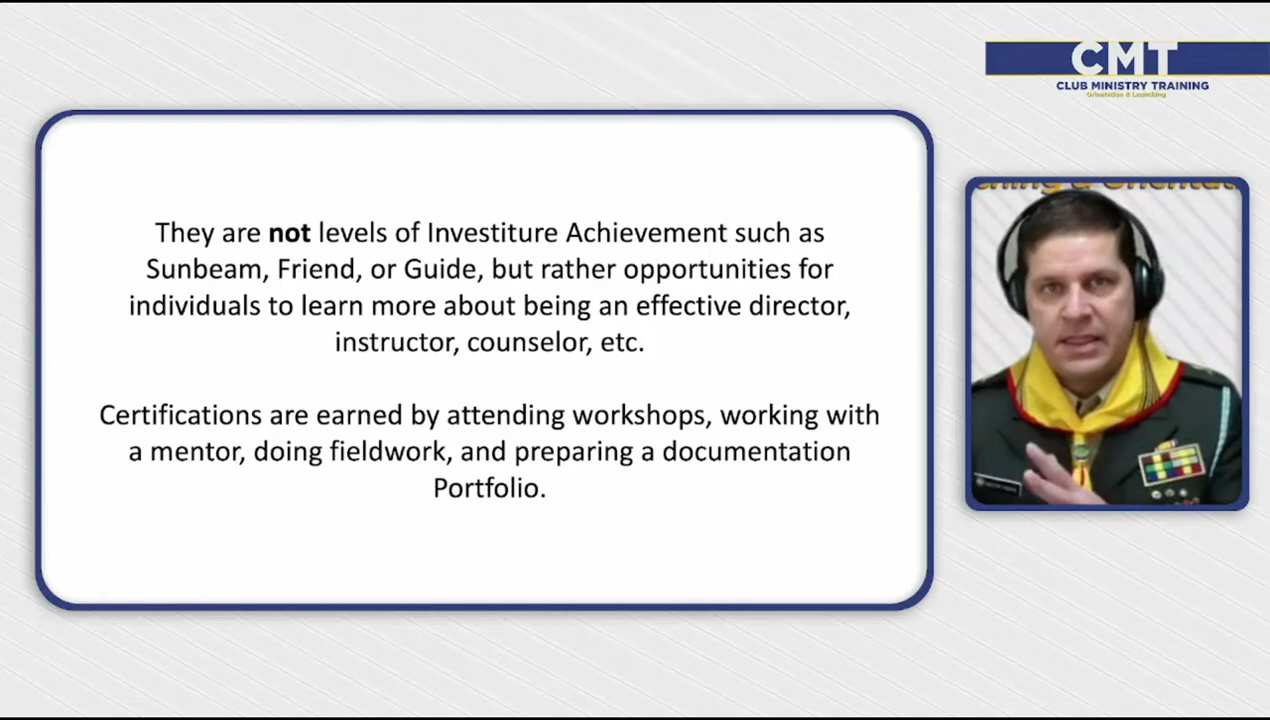 CMT
CLUB MINISTRY TRAINING
Orientation & Launching
They are not levels of Investiture Achievement such as
Sunbeam, Friend, or Guide, but rather opportunities for
individuals to learn more about being an effective director,
instructor, counselor, etc.
Certifications are earned by attending workshops, working with
a mentor, doing fieldwork, and preparing a documentation
Portfolio.